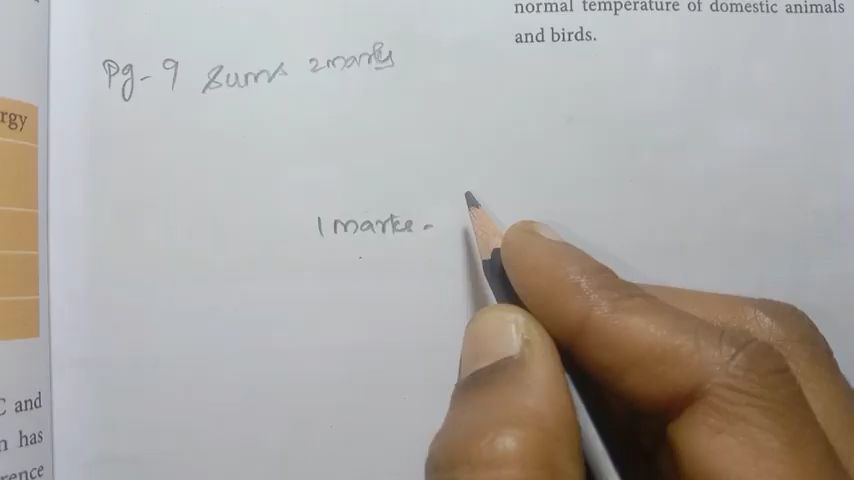 normal temperature of domestic animals
and birds.
Pg-9 Sums 2marks
1 marks -
rgy
C and
n has
rence